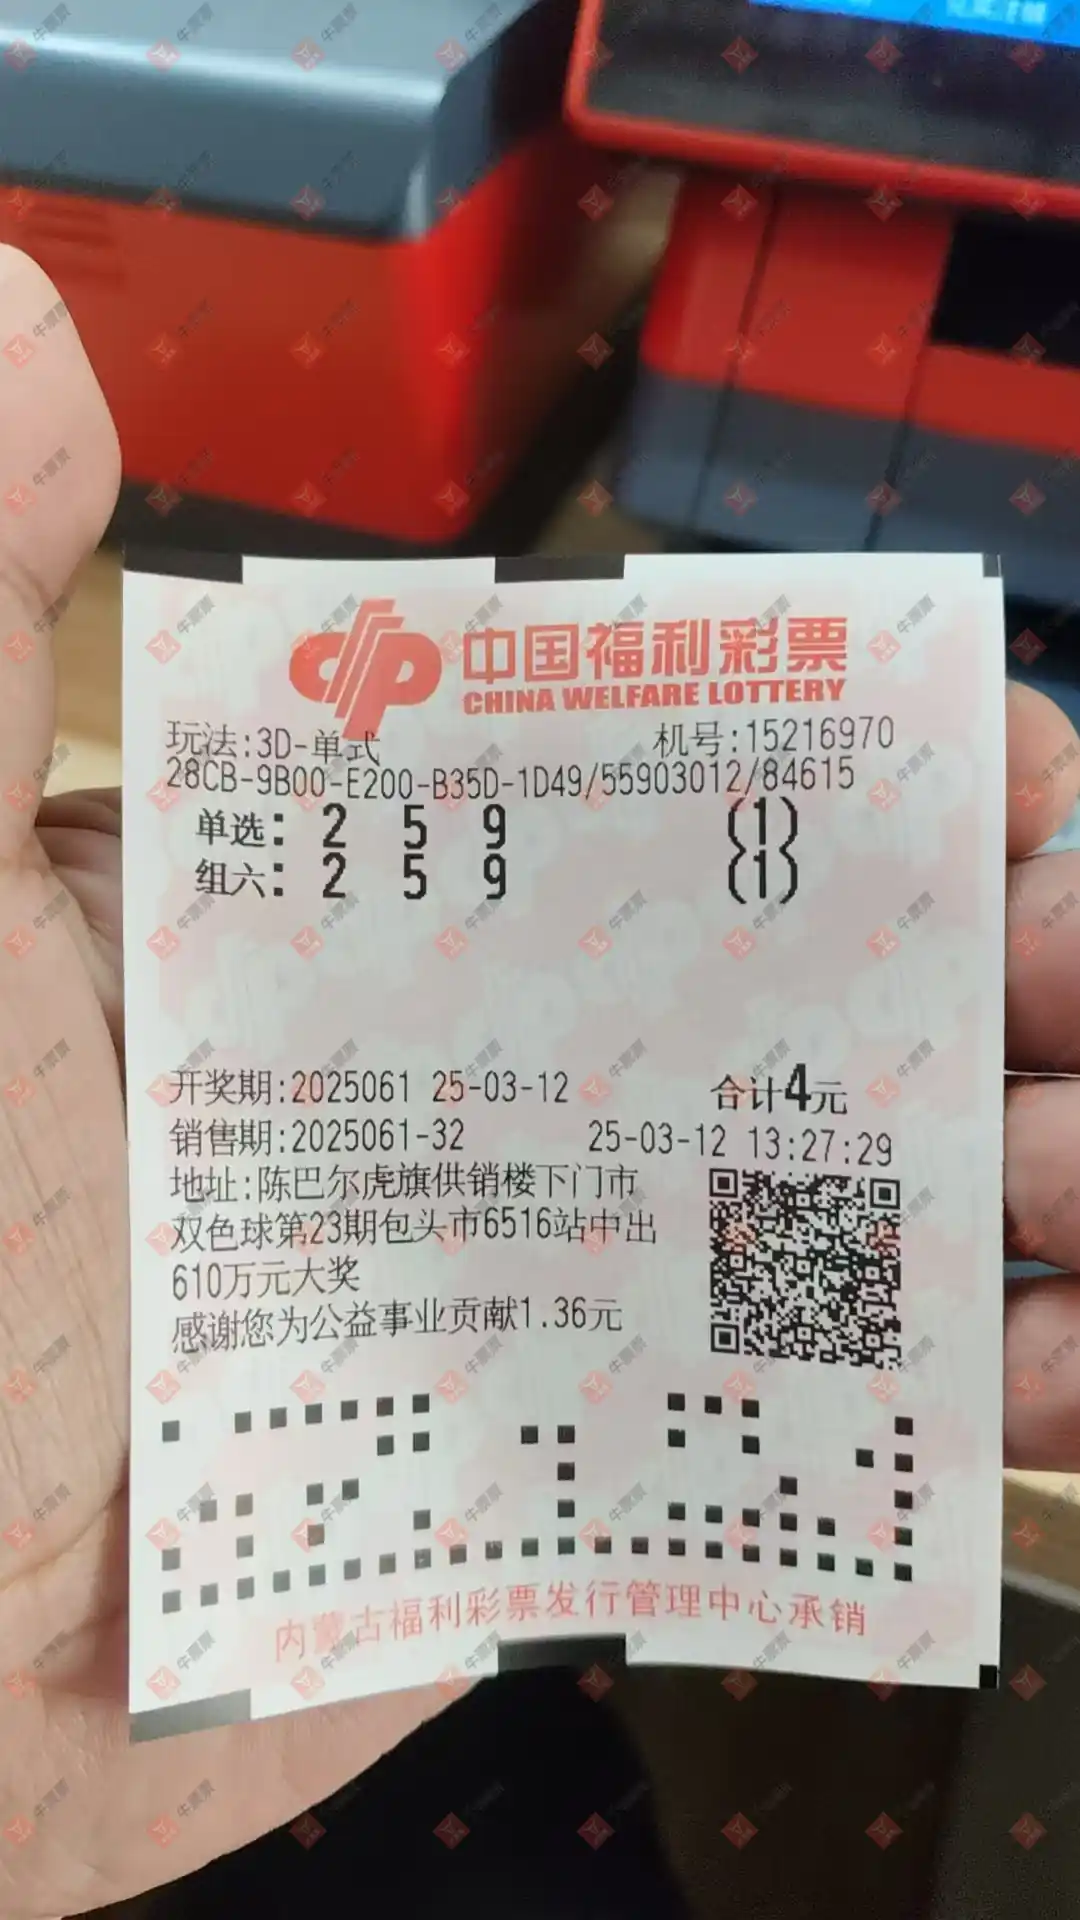 中国福利彩票
CHINA WELFARE LOTTERY
玩法:3D-单式 机号:15216970
28CB-9B00-E200-B35D-1D49/55903012/84615
单选: 2 5 9 (1)
组六: 2 5 9 (1)
开奖期:2025061 25-03-12 合计4元
销售期:2025061-32 25-03-12 13:27:29
地址:陈巴尔虎旗供销楼下门市
双色球第23期包头市6516站中出
610万元大奖
感谢您为公益事业贡献1.36元
内蒙古福利彩票发行管理中心承销
牛票票